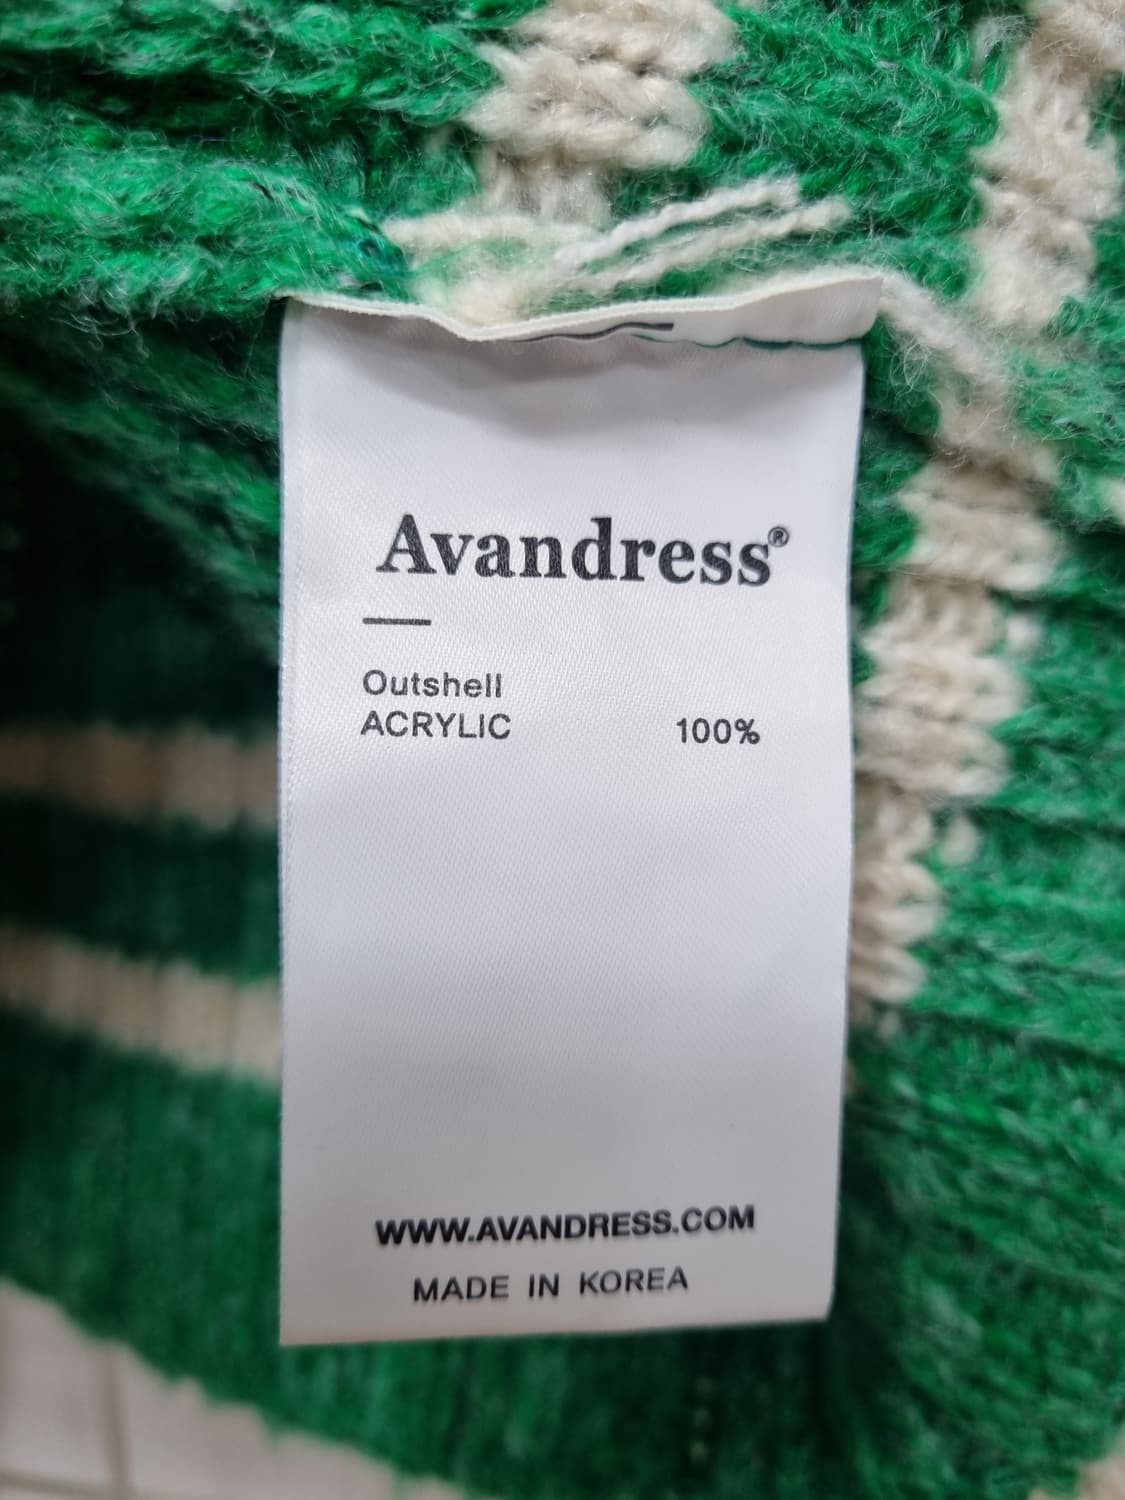 Avandress®
Outshell
ACRYLIC 100%
WWW.AVANDRESS.COM
MADE IN KOREA